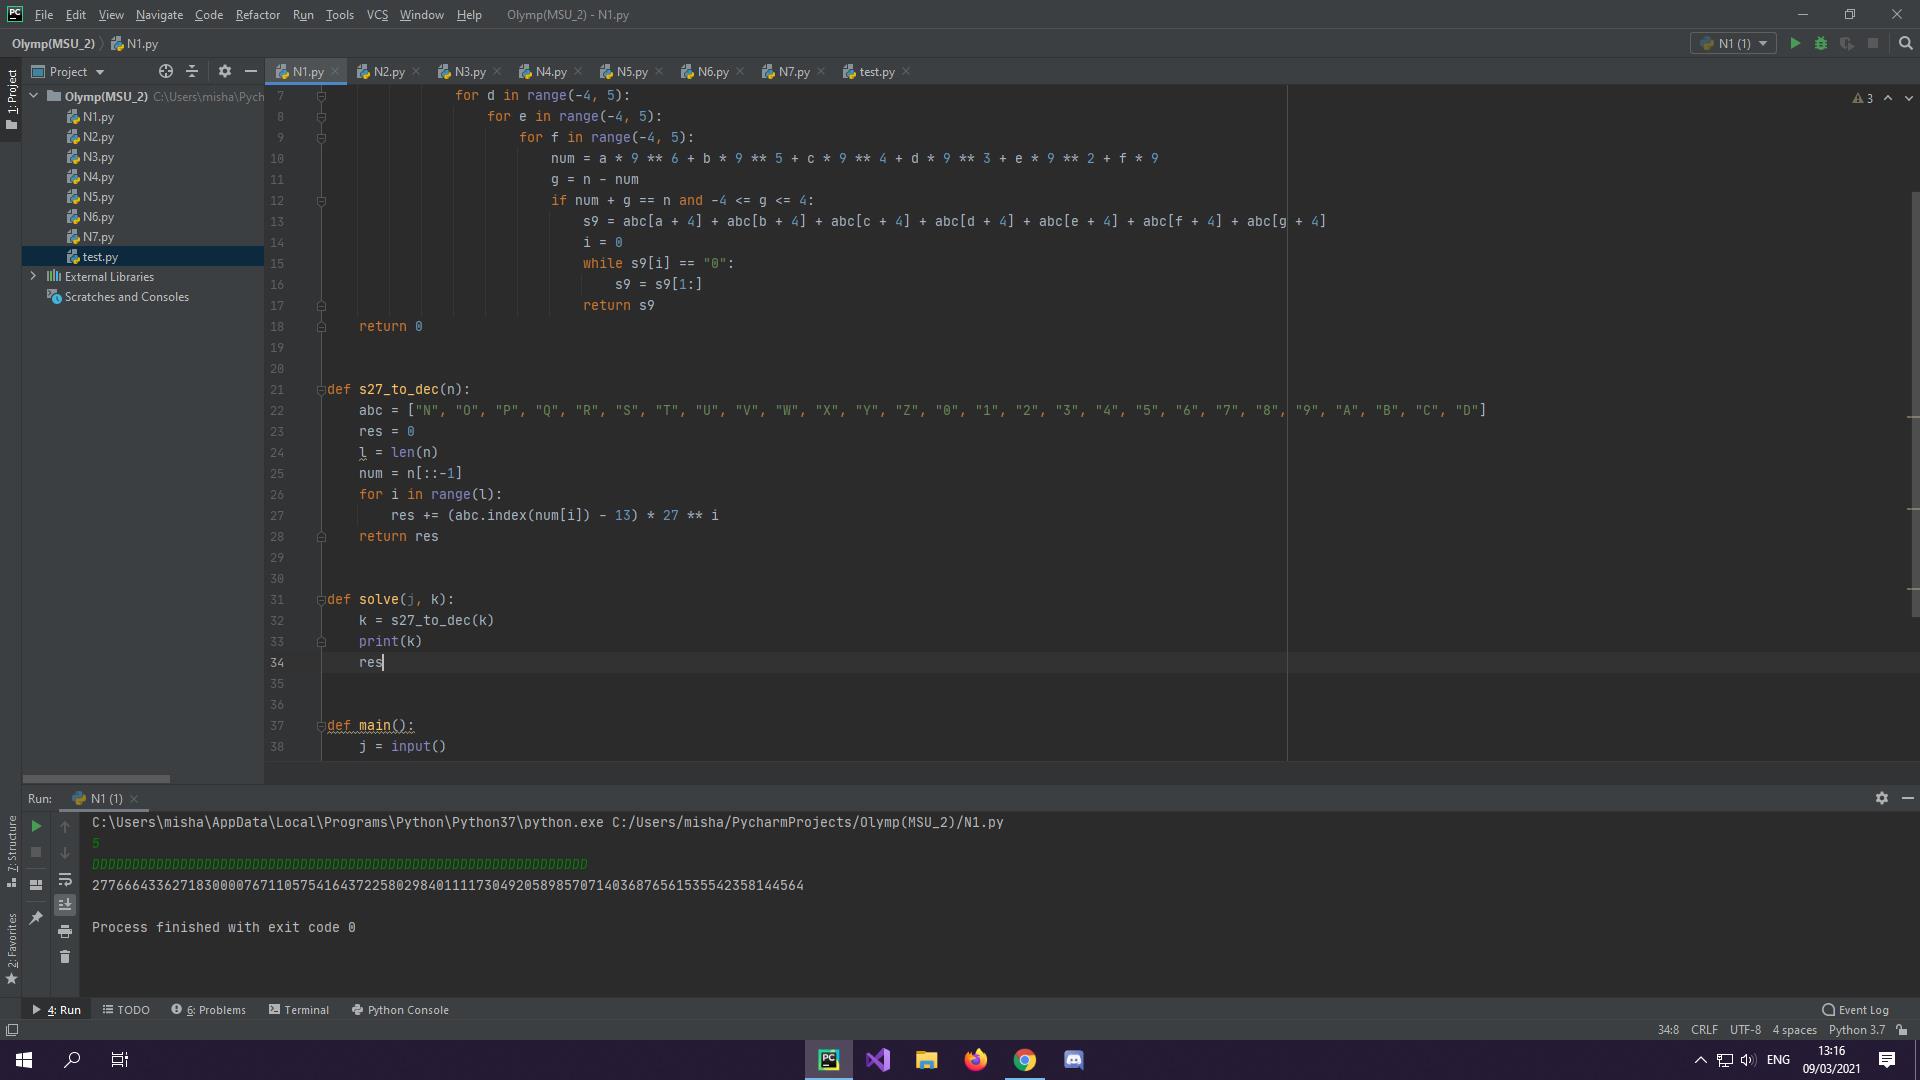 File Edit View Navigate Code Refactor Run Tools VCS Window Help Olymp(MSU_2) - N1.py
Olymp(MSU_2) N1.py N1 (1)
1: Project
Project N1.py N2.py N3.py N4.py N5.py N6.py N7.py test.py
Olymp(MSU_2) C:\Users\misha\Pych
N1.py
N2.py
N3.py
N4.py
N5.py
N6.py
N7.py
test.py
External Libraries
Scratches and Consoles
3
7 for d in range(-4, 5):
8 for e in range(-4, 5):
9 for f in range(-4, 5):
10 num = a * 9 ** 6 + b * 9 ** 5 + c * 9 ** 4 + d * 9 ** 3 + e * 9 ** 2 + f * 9
11 g = n - num
12 if num + g == n and -4 <= g <= 4:
13 s9 = abc[a + 4] + abc[b + 4] + abc[c + 4] + abc[d + 4] + abc[e + 4] + abc[f + 4] + abc[g + 4]
14 i = 0
15 while s9[i] == "0":
16 s9 = s9[1:]
17 return s9
18 return 0
19
20
21 def s27_to_dec(n):
22 abc = ["N", "O", "P", "Q", "R", "S", "T", "U", "V", "W", "X", "Y", "Z", "0", "1", "2", "3", "4", "5", "6", "7", "8", "9", "A", "B", "C", "D"]
23 res = 0
24 l = len(n)
25 num = n[::-1]
26 for i in range(l):
27 res += (abc.index(num[i]) - 13) * 27 ** i
28 return res
29
30
31 def solve(j, k):
32 k = s27_to_dec(k)
33 print(k)
34 res
35
36
37 def main():
38 j = input()
Run: N1 (1)
C:\Users\misha\AppData\Local\Programs\Python\Python37\python.exe C:/Users/misha/PycharmProjects/Olymp(MSU_2)/N1.py
5
DDDDDDDDDDDDDDDDDDDDDDDDDDDDDDDDDDDDDDDDDDDDDDDDDDDDDDDDDDDDDD
27766643362718300007671105754164372258029840111173049205898570714036876561535542358144564
Process finished with exit code 0
7: Structure
2: Favorites
4: Run TODO 6: Problems Terminal Python Console Event Log
34:8 CRLF UTF-8 4 spaces Python 3.7
ENG 13:16
09/03/2021